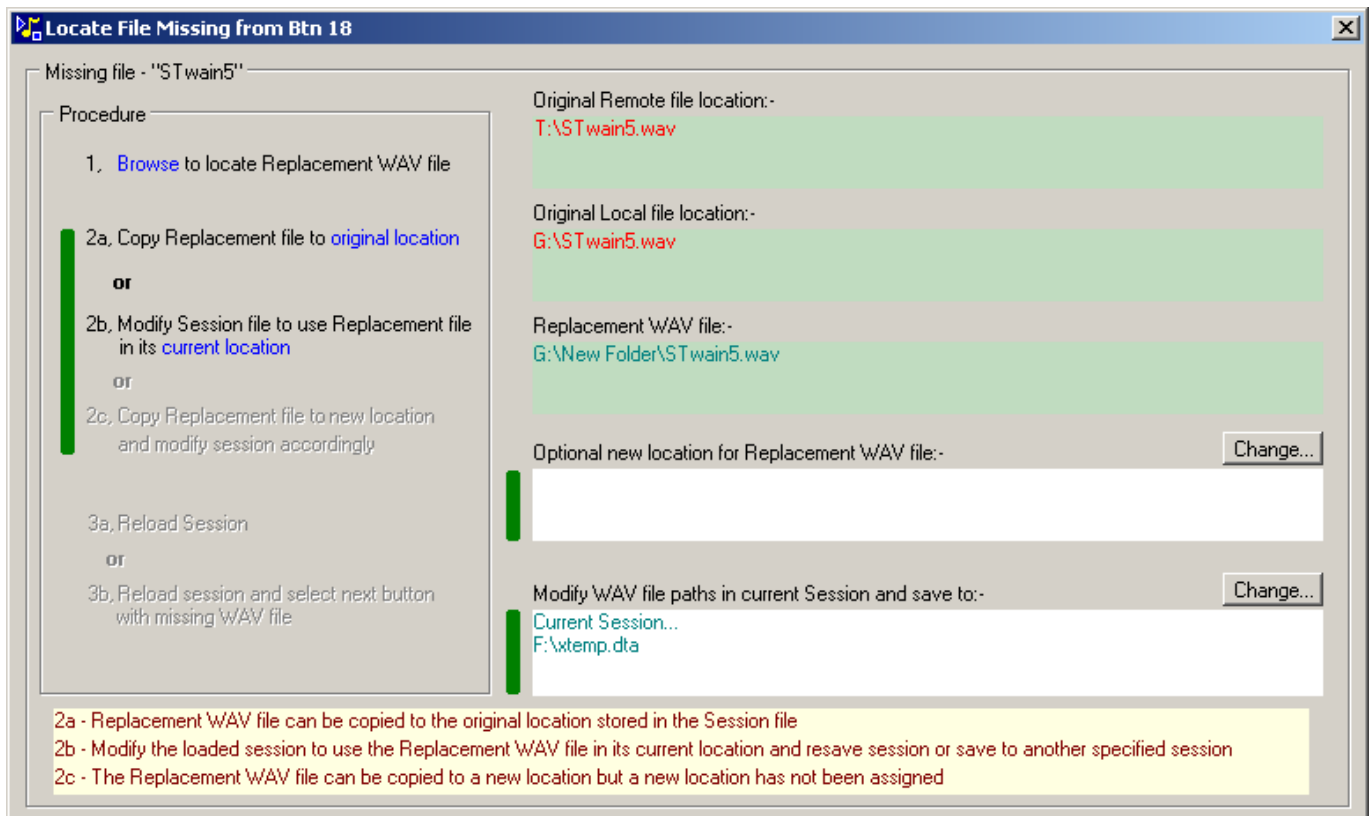 Locate File Missing from Btn 18
Missing file - "STwain5"
Procedure
1, Browse to locate Replacement WAV file
2a, Copy Replacement file to original location
or
2b, Modify Session file to use Replacement file
in its current location
or
2c, Copy Replacement file to new location
and modify session accordingly
3a, Reload Session
or
3b, Reload session and select next button
with missing WAV file
Original Remote file location:-
T:\STwain5.wav
Original Local file location:-
G:\STwain5.wav
Replacement WAV file:-
G:\New Folder\STwain5.wav
Optional new location for Replacement WAV file:-
Change...
Modify WAV file paths in current Session and save to:-
Change...
Current Session...
F:\xtemp.dta
2a - Replacement WAV file can be copied to the original location stored in the Session file
2b - Modify the loaded session to use the Replacement WAV file in its current location and resave session or save to another specified session
2c - The Replacement WAV file can be copied to a new location but a new location has not been assigned